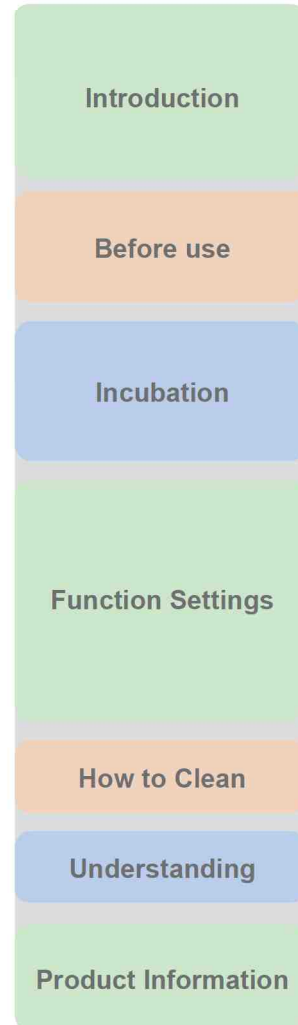 Introduction
Before use
Incubation
Function Settings
How to Clean
Understanding
Product Information